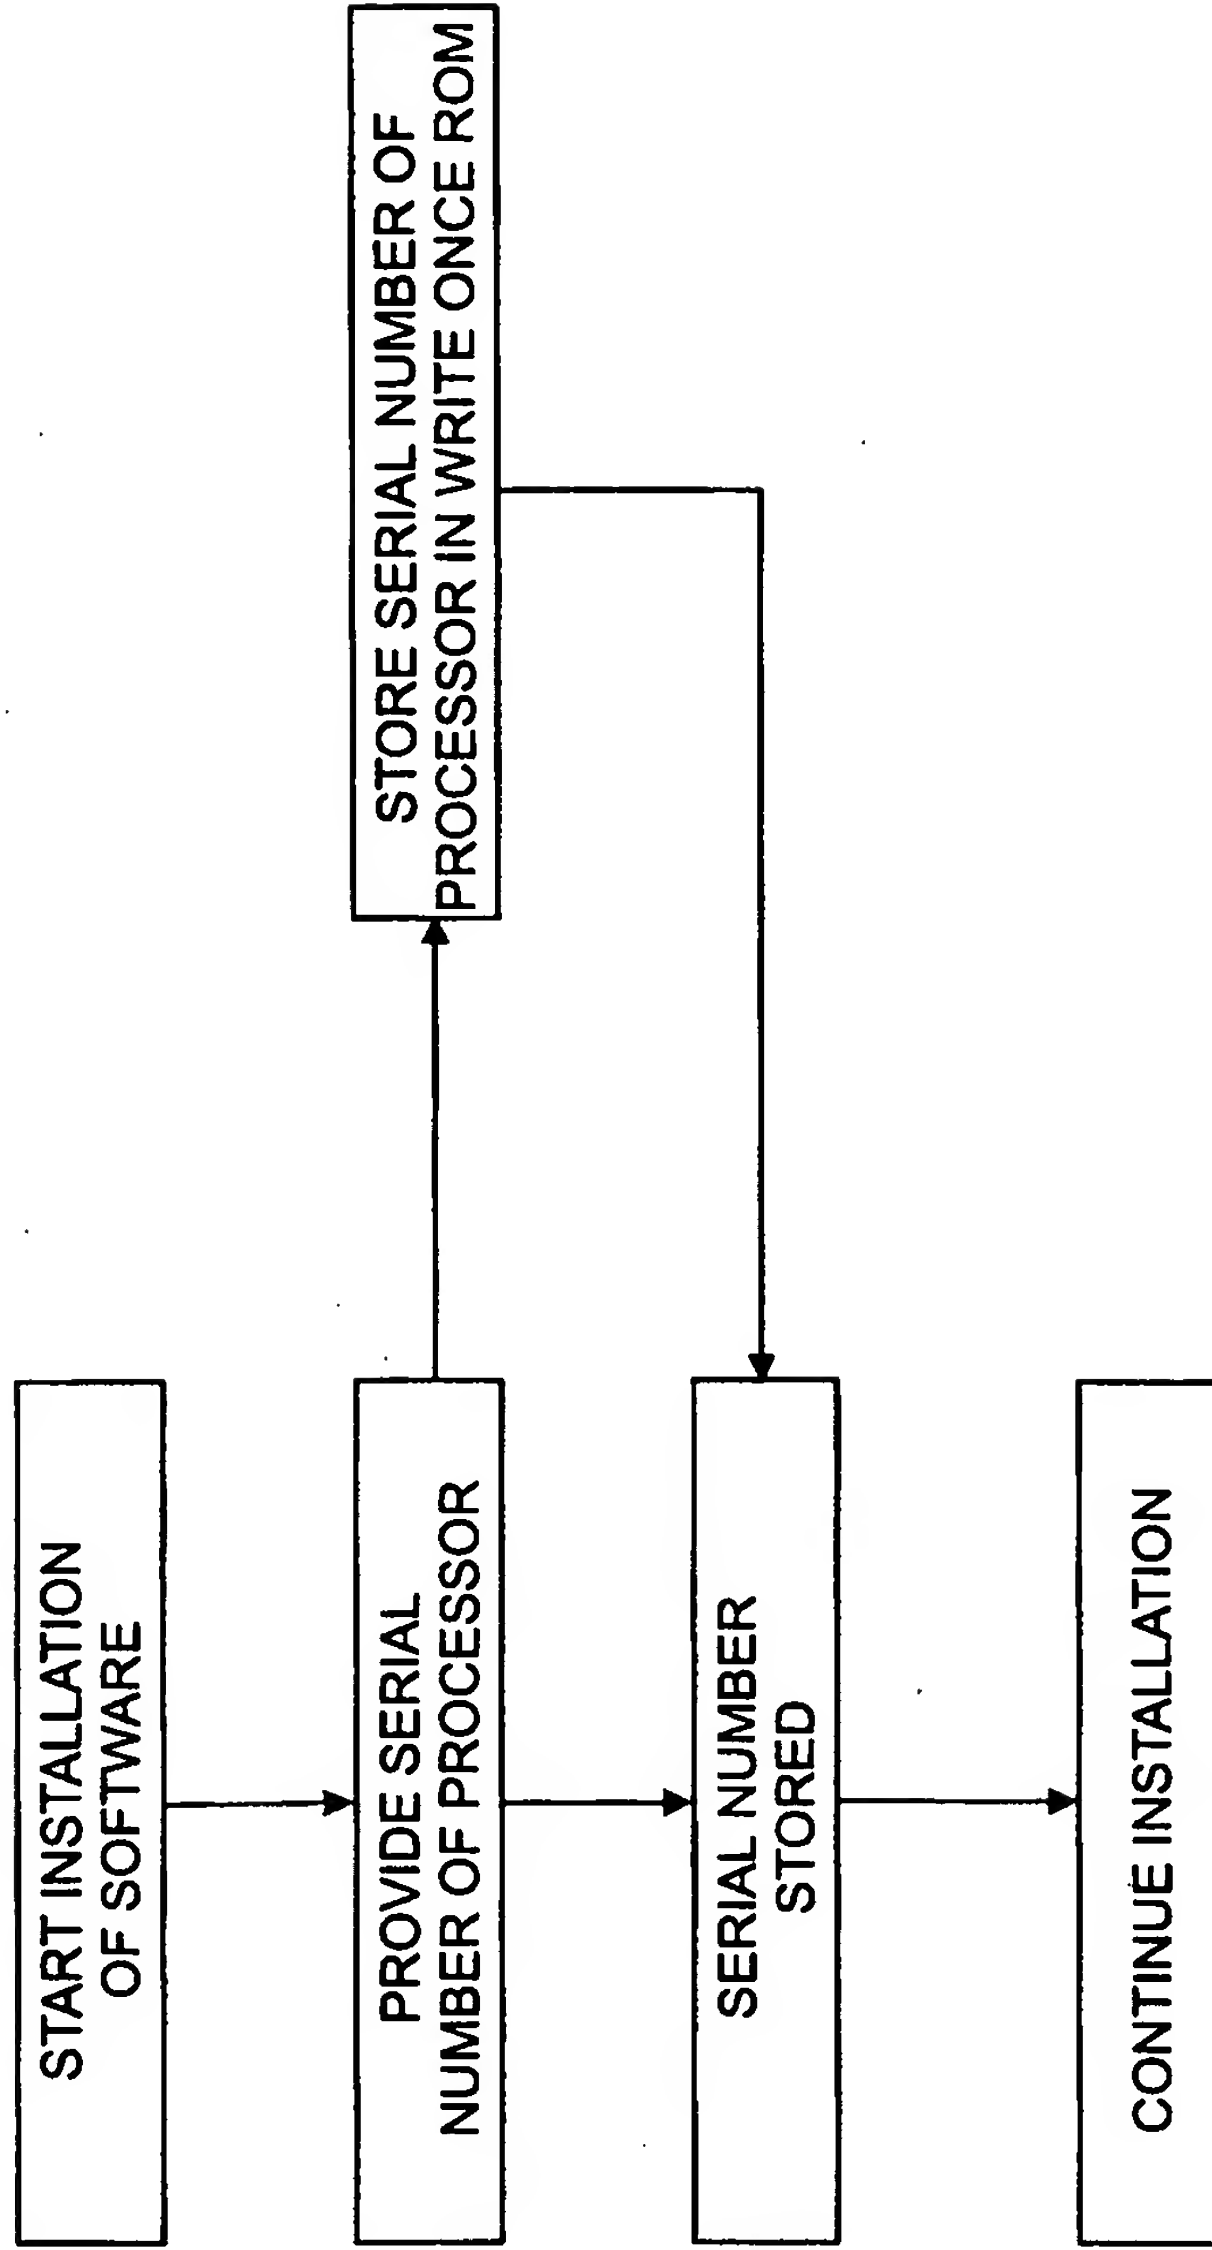 START INSTALLATION
OF SOFTWARE
PROVIDE SERIAL
NUMBER OF PROCESSOR
STORE SERIAL NUMBER OF
PROCESSOR IN WRITE ONCE ROM
SERIAL NUMBER
STORED
CONTINUE INSTALLATION